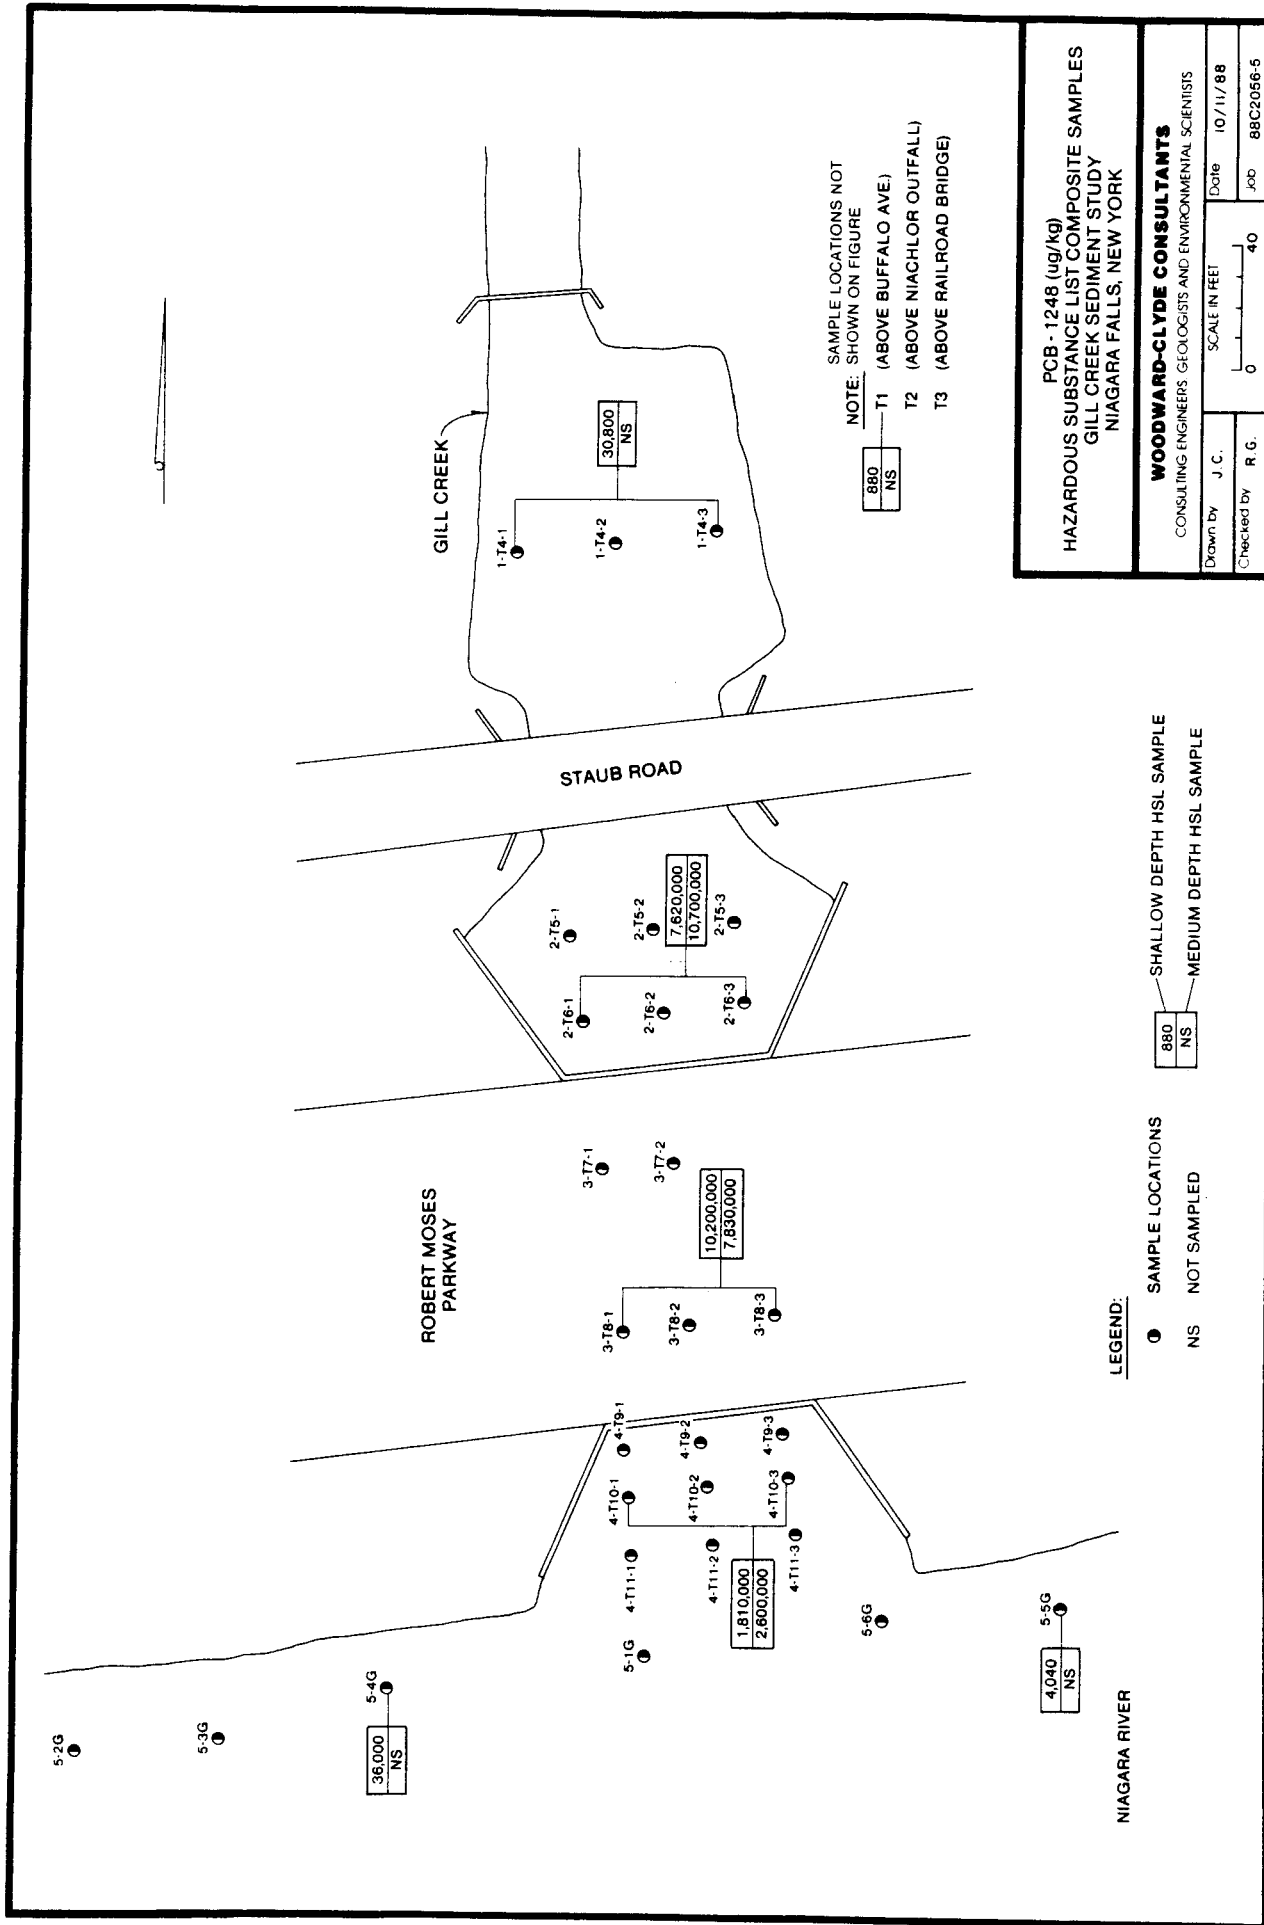 GILL CREEK
1-T4-1
1-T4-2
1-T4-3
30,800
NS
SAMPLE LOCATIONS NOT
NOTE: SHOWN ON FIGURE
880
NS
T1 (ABOVE BUFFALO AVE.)
T2 (ABOVE NIACHLOR OUTFALL)
T3 (ABOVE RAILROAD BRIDGE)
STAUB ROAD
2-T5-1
2-T5-2
2-T5-3
7,620,000
10,700,000
2-T6-1
2-T6-2
2-T6-3
ROBERT MOSES
PARKWAY
3-T7-1
3-T7-2
10,200,000
7,830,000
3-T8-1
3-T8-2
3-T8-3
4-T9-1
4-T9-2
4-T9-3
4-T10-1
4-T10-2
4-T10-3
4-T11-1
4-T11-2
4-T11-3
1,810,000
2,600,000
5-1G
5-2G
5-3G
5-4G
36,000
NS
5-6G
5-5G
4,040
NS
NIAGARA RIVER
LEGEND:
SAMPLE LOCATIONS
NS NOT SAMPLED
880
NS
SHALLOW DEPTH HSL SAMPLE
MEDIUM DEPTH HSL SAMPLE
PCB - 1248 (ug/kg)
HAZARDOUS SUBSTANCE LIST COMPOSITE SAMPLES
GILL CREEK SEDIMENT STUDY
NIAGARA FALLS, NEW YORK
WOODWARD-CLYDE CONSULTANTS
CONSULTING ENGINEERS, GEOLOGISTS AND ENVIRONMENTAL SCIENTISTS
Drawn by J.C.
Checked by R.G.
SCALE IN FEET
0 40
Date 10/11/88
Job 88C2056-5